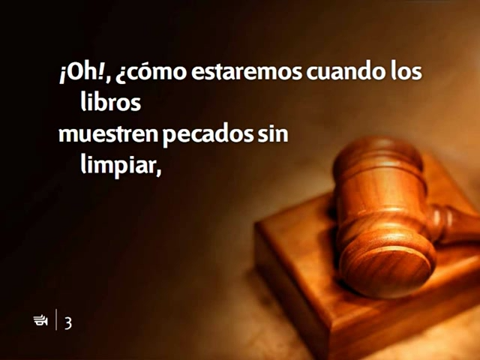 ¡Oh!, ¿cómo estaremos cuando los
libros
muestren pecados sin
limpiar,
3